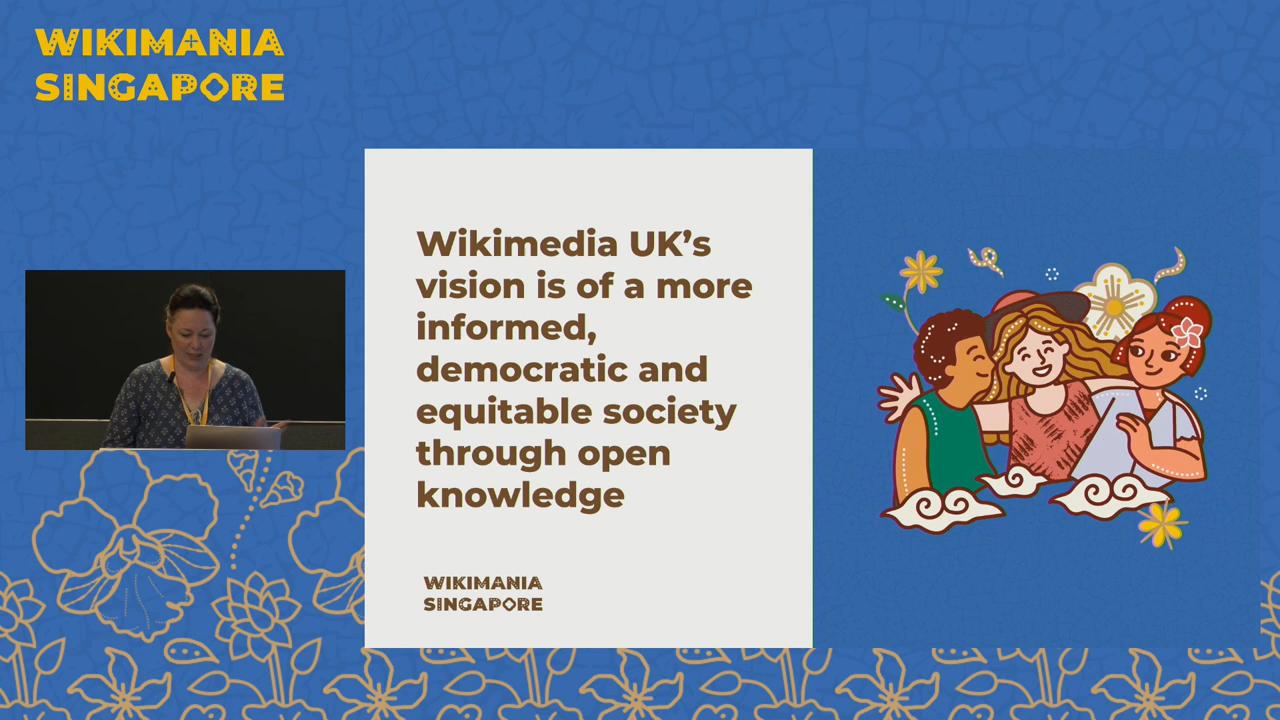 WIKIMANIA
SINGAPORE
Wikimedia UK’s
vision is of a more
informed,
democratic and
equitable society
through open
knowledge
WIKIMANIA
SINGAPORE